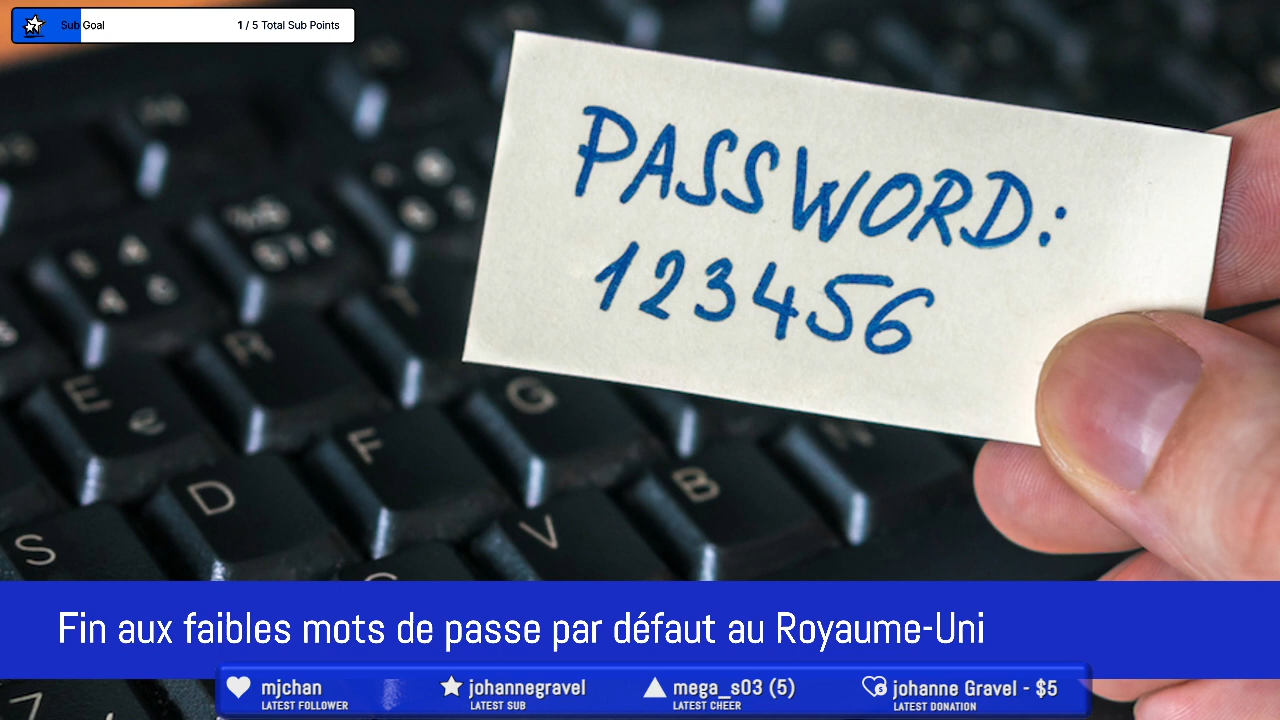 Sub Goal 1 / 5 Total Sub Points
PASSWORD:
123456
E
R
G
F
D
B
V
S
Fin aux faibles mots de passe par défaut au Royaume-Uni
mjchan johannegravel mega_s03 (5) johanne Gravel - $5
LATEST FOLLOWER LATEST SUB LATEST CHEER LATEST DONATION